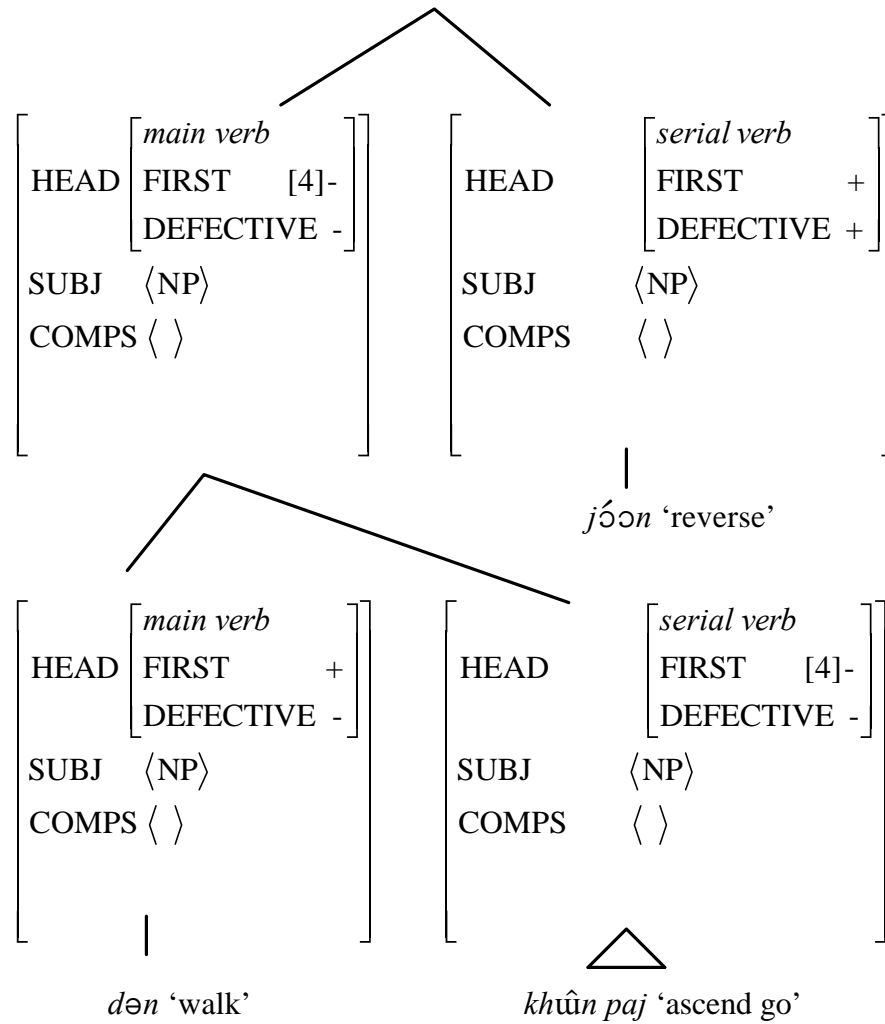 main verb serial verb
HEAD FIRST [4]- HEAD FIRST +
DEFECTIVE - DEFECTIVE +
SUBJ ⟨NP⟩ SUBJ ⟨NP⟩
COMPS ⟨ ⟩ COMPS ⟨ ⟩
jɔ́ɔn ‘reverse’
main verb serial verb
HEAD FIRST + HEAD FIRST [4]-
DEFECTIVE - DEFECTIVE -
SUBJ ⟨NP⟩ SUBJ ⟨NP⟩
COMPS ⟨ ⟩ COMPS ⟨ ⟩
dən ‘walk’ khɯ̂n paj ‘ascend go’